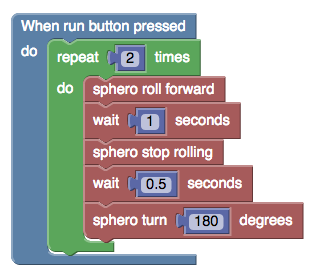 When run button pressed
do repeat 2 times
do sphero roll forward
wait 1 seconds
sphero stop rolling
wait 0.5 seconds
sphero turn 180 degrees